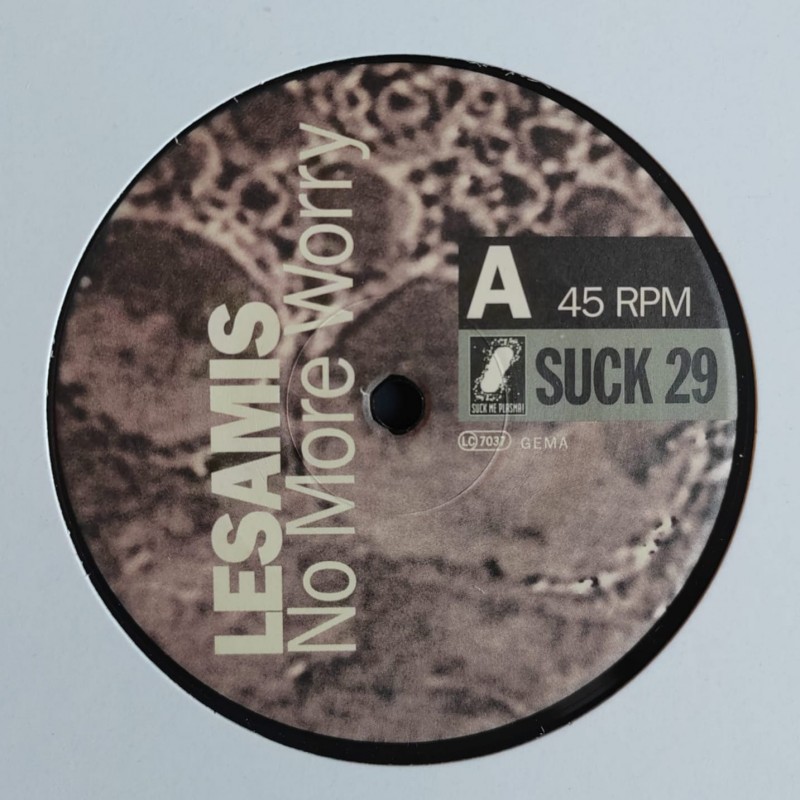 LESAMIS
No More Worry
A
45 RPM
SUCK ME PLASMA!
SUCK 29
LC 7037
GEMA